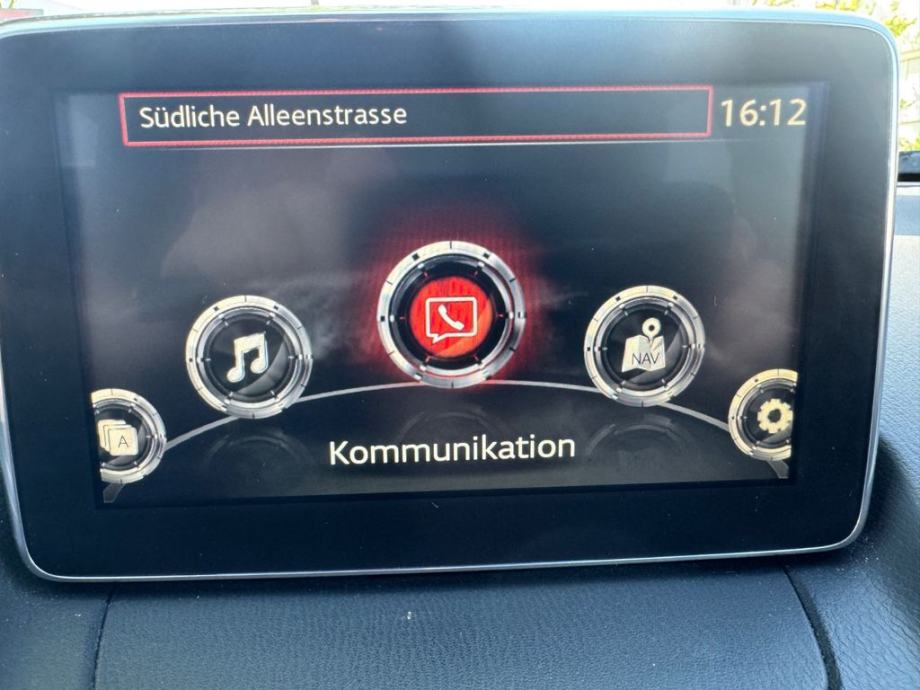 Südliche Alleenstrasse
16:12
NAV
A
Kommunikation